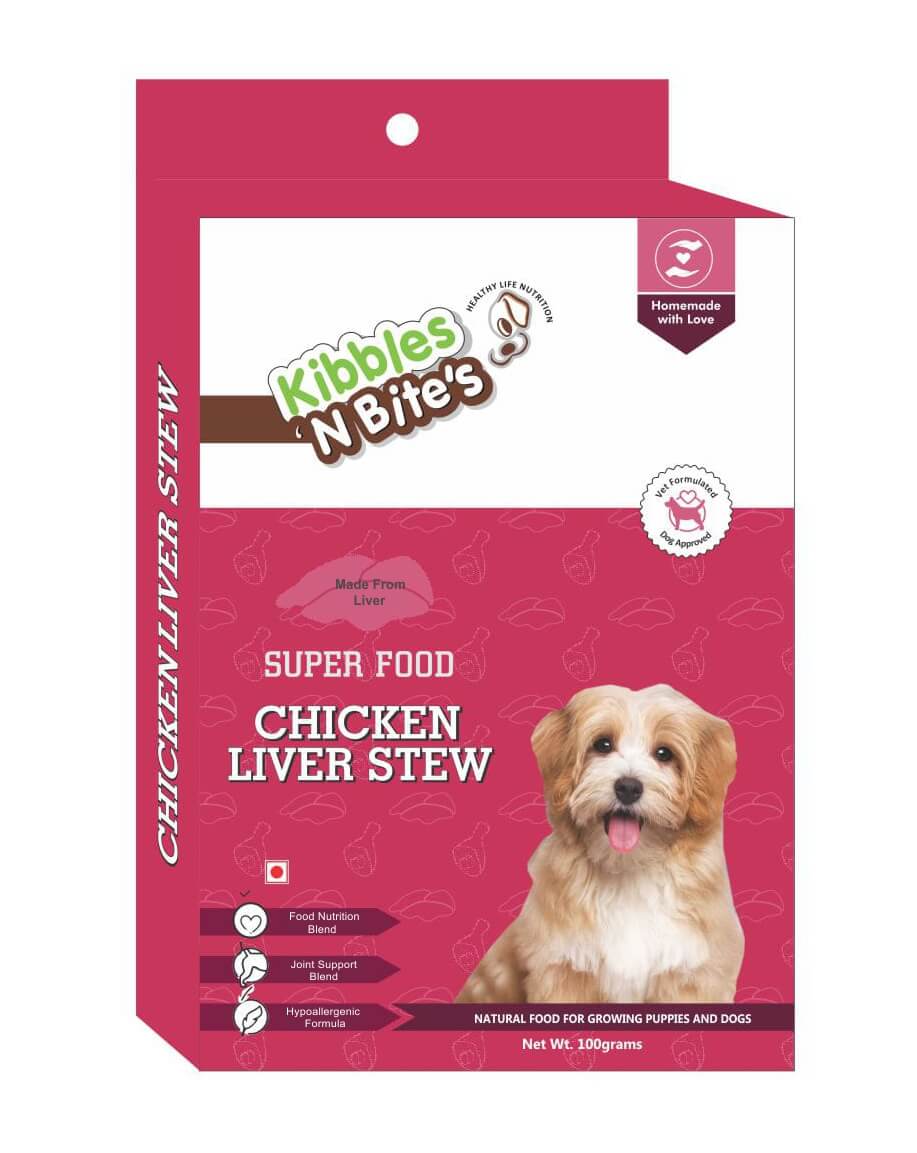 HEALTHY LIFE NUTRITION
Kibbles
'N Bite's
Homemade
with Love
Vet Formulated
Dog Approved
CHICKEN LIVER STEW
Made From
Liver
SUPER FOOD
CHICKEN
LIVER STEW
Food Nutrition
Blend
Joint Support
Blend
Hypoallergenic
Formula
NATURAL FOOD FOR GROWING PUPPIES AND DOGS
Net Wt. 100grams